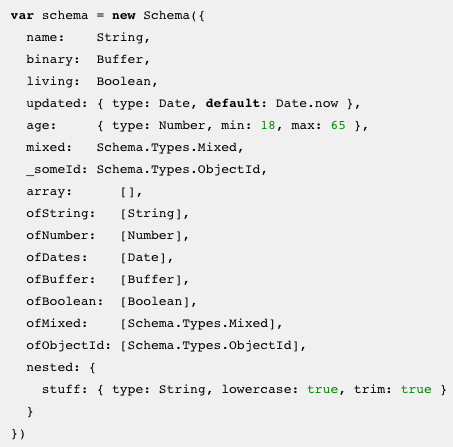 var schema = new Schema({
  name:    String,
  binary:  Buffer,
  living:  Boolean,
  updated: { type: Date, default: Date.now },
  age:     { type: Number, min: 18, max: 65 },
  mixed:   Schema.Types.Mixed,
  _someId: Schema.Types.ObjectId,
  array:      [],
  ofString:   [String],
  ofNumber:   [Number],
  ofDates:    [Date],
  ofBuffer:   [Buffer],
  ofBoolean:  [Boolean],
  ofMixed:    [Schema.Types.Mixed],
  ofObjectId: [Schema.Types.ObjectId],
  nested: {
    stuff: { type: String, lowercase: true, trim: true }
  }
})